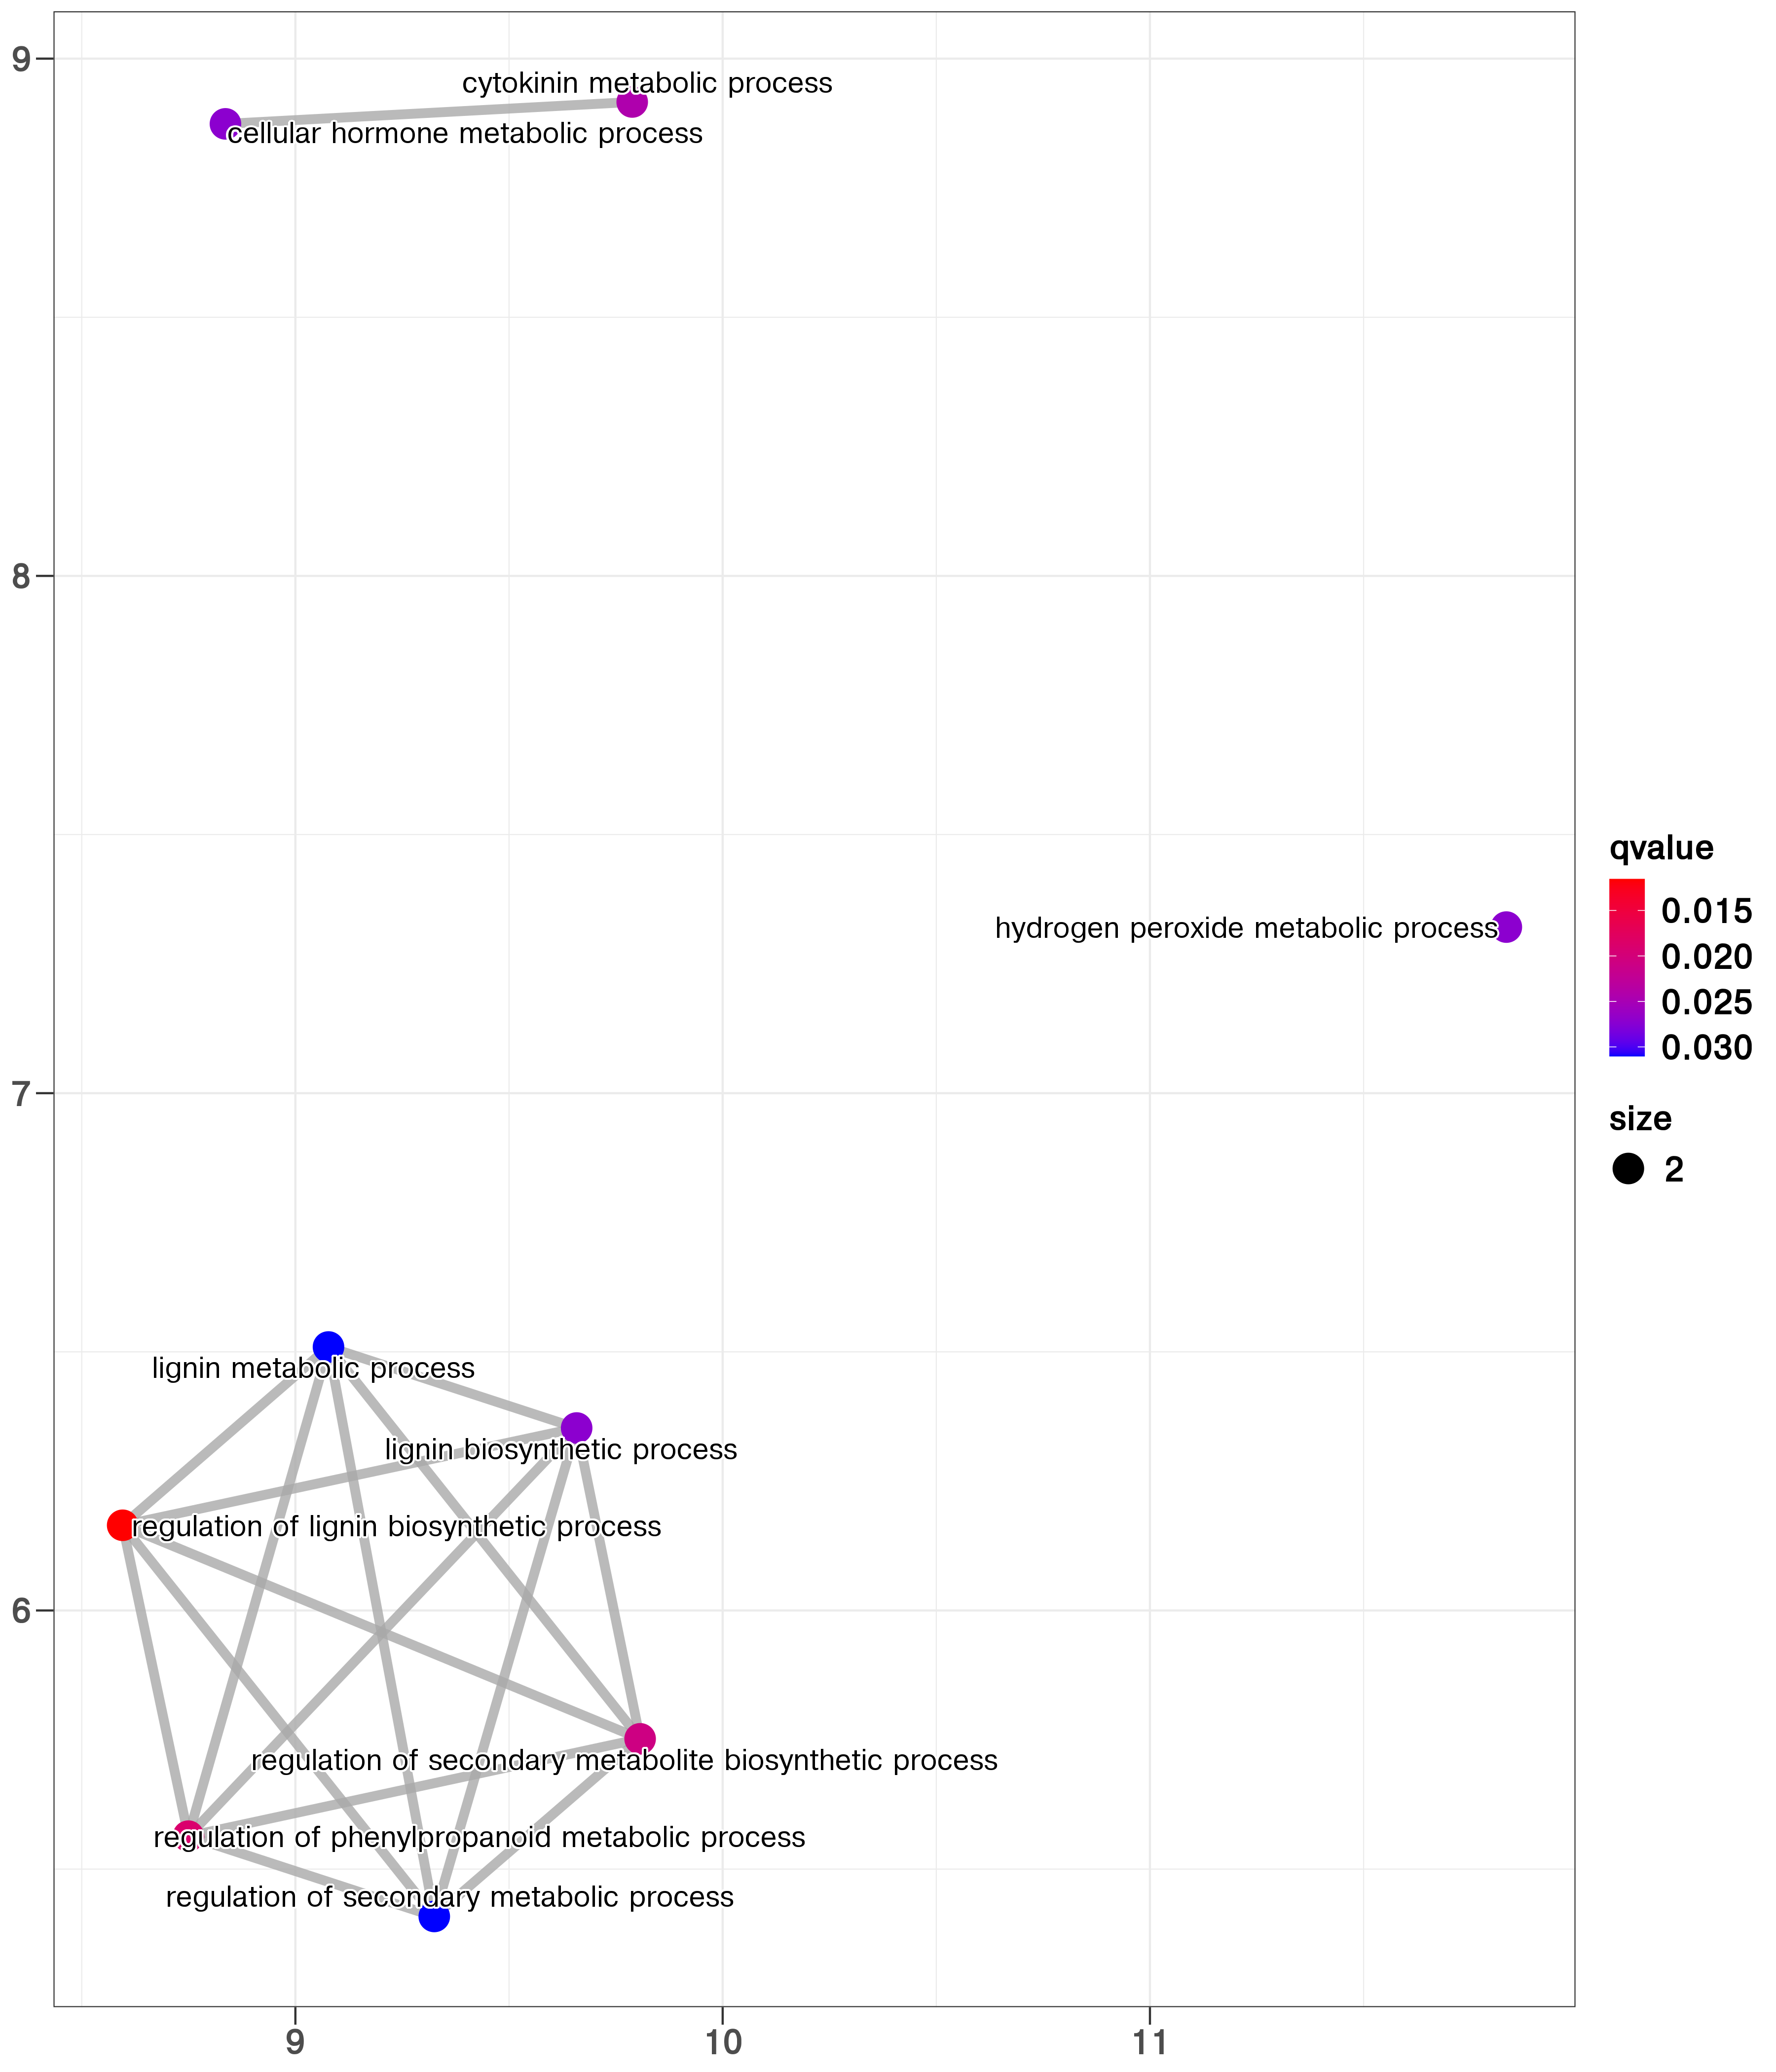 9
cytokinin metabolic process
cellular hormone metabolic process
8
hydrogen peroxide metabolic process
7
lignin metabolic process
lignin biosynthetic process
regulation of lignin biosynthetic process
6
regulation of secondary metabolite biosynthetic process
regulation of phenylpropanoid metabolic process
regulation of secondary metabolic process
9 10 11
qvalue
0.015
0.020
0.025
0.030
size
2